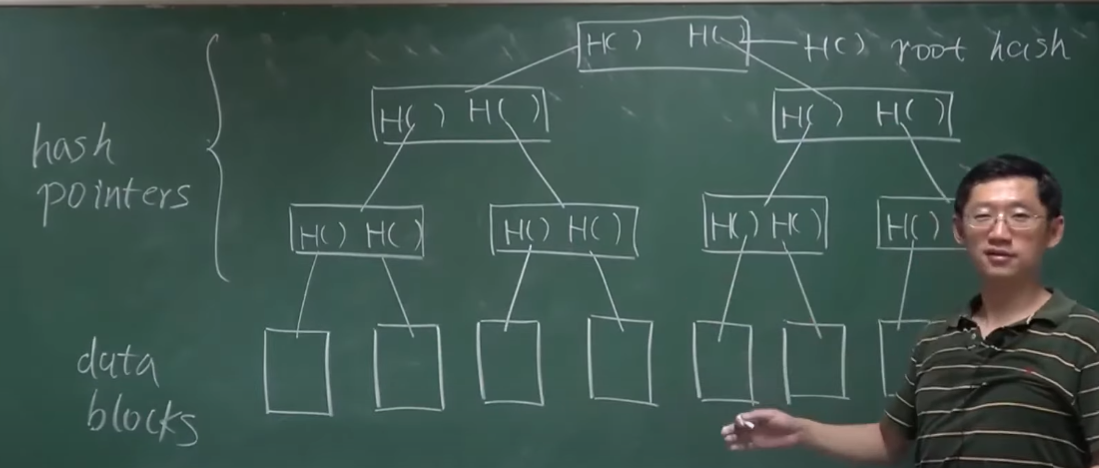 H( ) H( ) H( ) root hash
H( ) H( ) H( ) H( )
hash
pointers
H( ) H( ) H( ) H( ) H( ) H( ) H( )
data
blocks